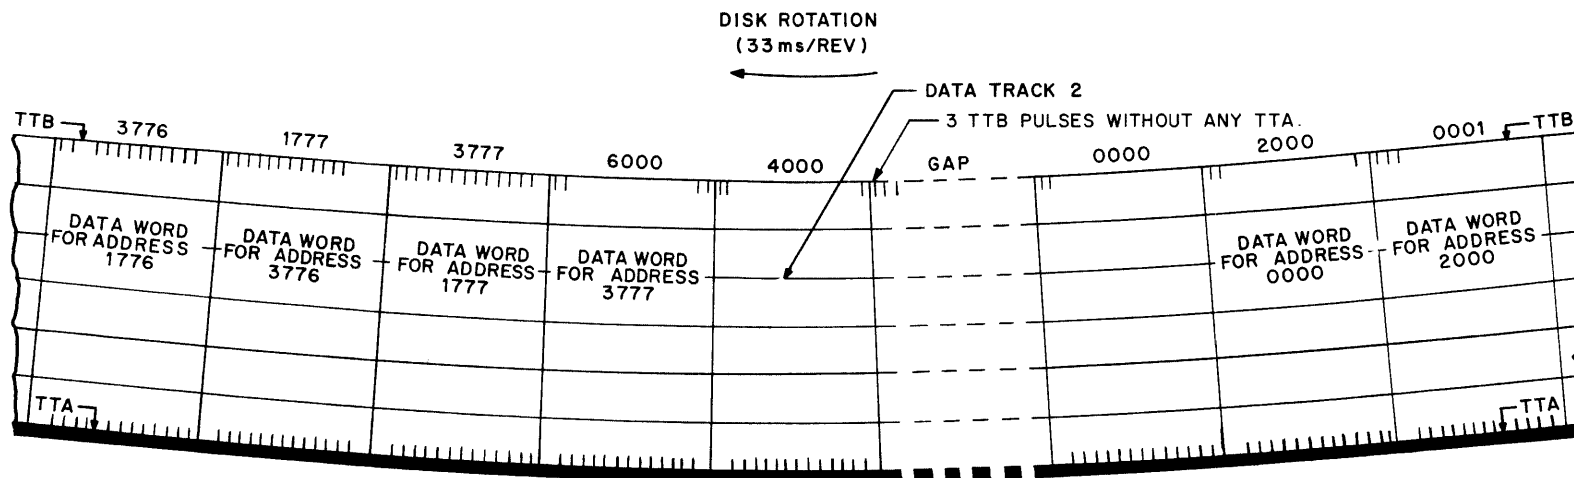 DISK ROTATION
(33ms/REV)
DATA TRACK 2
3 TTB PULSES WITHOUT ANY TTA.
TTB
3776
1777
3777
6000
4000
GAP
0000
2000
0001
TTB
DATA WORD
FOR ADDRESS
1776
DATA WORD
FOR ADDRESS
3776
DATA WORD
FOR ADDRESS
1777
DATA WORD
FOR ADDRESS
3777
DATA WORD
FOR ADDRESS
0000
DATA WORD
FOR ADDRESS
2000
TTA
TTA